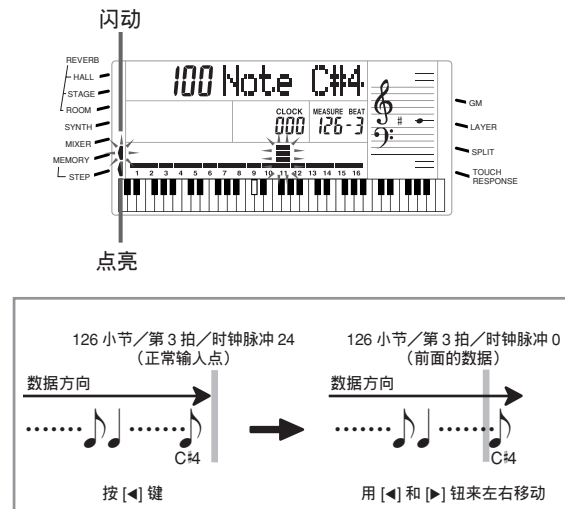 闪动
REVERB
HALL
STAGE
ROOM
SYNTH
MIXER
MEMORY
STEP
100 Note C#4
CLOCK
MEASURE BEAT
000
126-3
1 2 3 4 5 6 7 8 9 10 11 12 13 14 15 16
GM
LAYER
SPLIT
TOUCH
RESPONSE
点亮
126 小节／第 3 拍／时钟脉冲 24
（正常输人点）
数据方向
C#4
按 [◄] 键
126 小节／第 3 拍／时钟脉冲 0
（前面的数据）
数据方向
C#4
用 [◄] 和 [►] 钮来左右移动